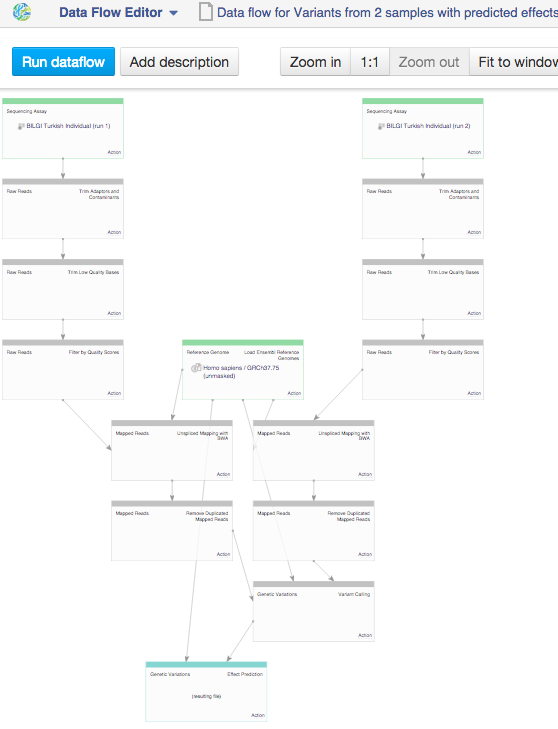 Data Flow Editor
Data flow for Variants from 2 samples with predicted effects
Run dataflow
Add description
Zoom in
1:1
Zoom out
Fit to window
Sequencing Assay
BILGI Turkish Individual (run 1)
Action
Sequencing Assay
BILGI Turkish Individual (run 2)
Action
Raw Reads
Trim Adaptors and
Contaminants
Action
Raw Reads
Trim Adaptors and
Contaminants
Action
Raw Reads
Trim Low Quality Bases
Action
Raw Reads
Trim Low Quality Bases
Action
Raw Reads
Filter by Quality Scores
Action
Reference Genome
Load Ensembl Reference
Genomes
Homo sapiens / GRCh37.75
(unmasked)
Action
Raw Reads
Filter by Quality Scores
Action
Mapped Reads
Unspliced Mapping with
BWA
Action
Mapped Reads
Unspliced Mapping with
BWA
Action
Mapped Reads
Remove Duplicated
Mapped Reads
Action
Mapped Reads
Remove Duplicated
Mapped Reads
Action
Genetic Variations
Variant Calling
Action
Genetic Variations
Effect Prediction
(resulting file)
Action